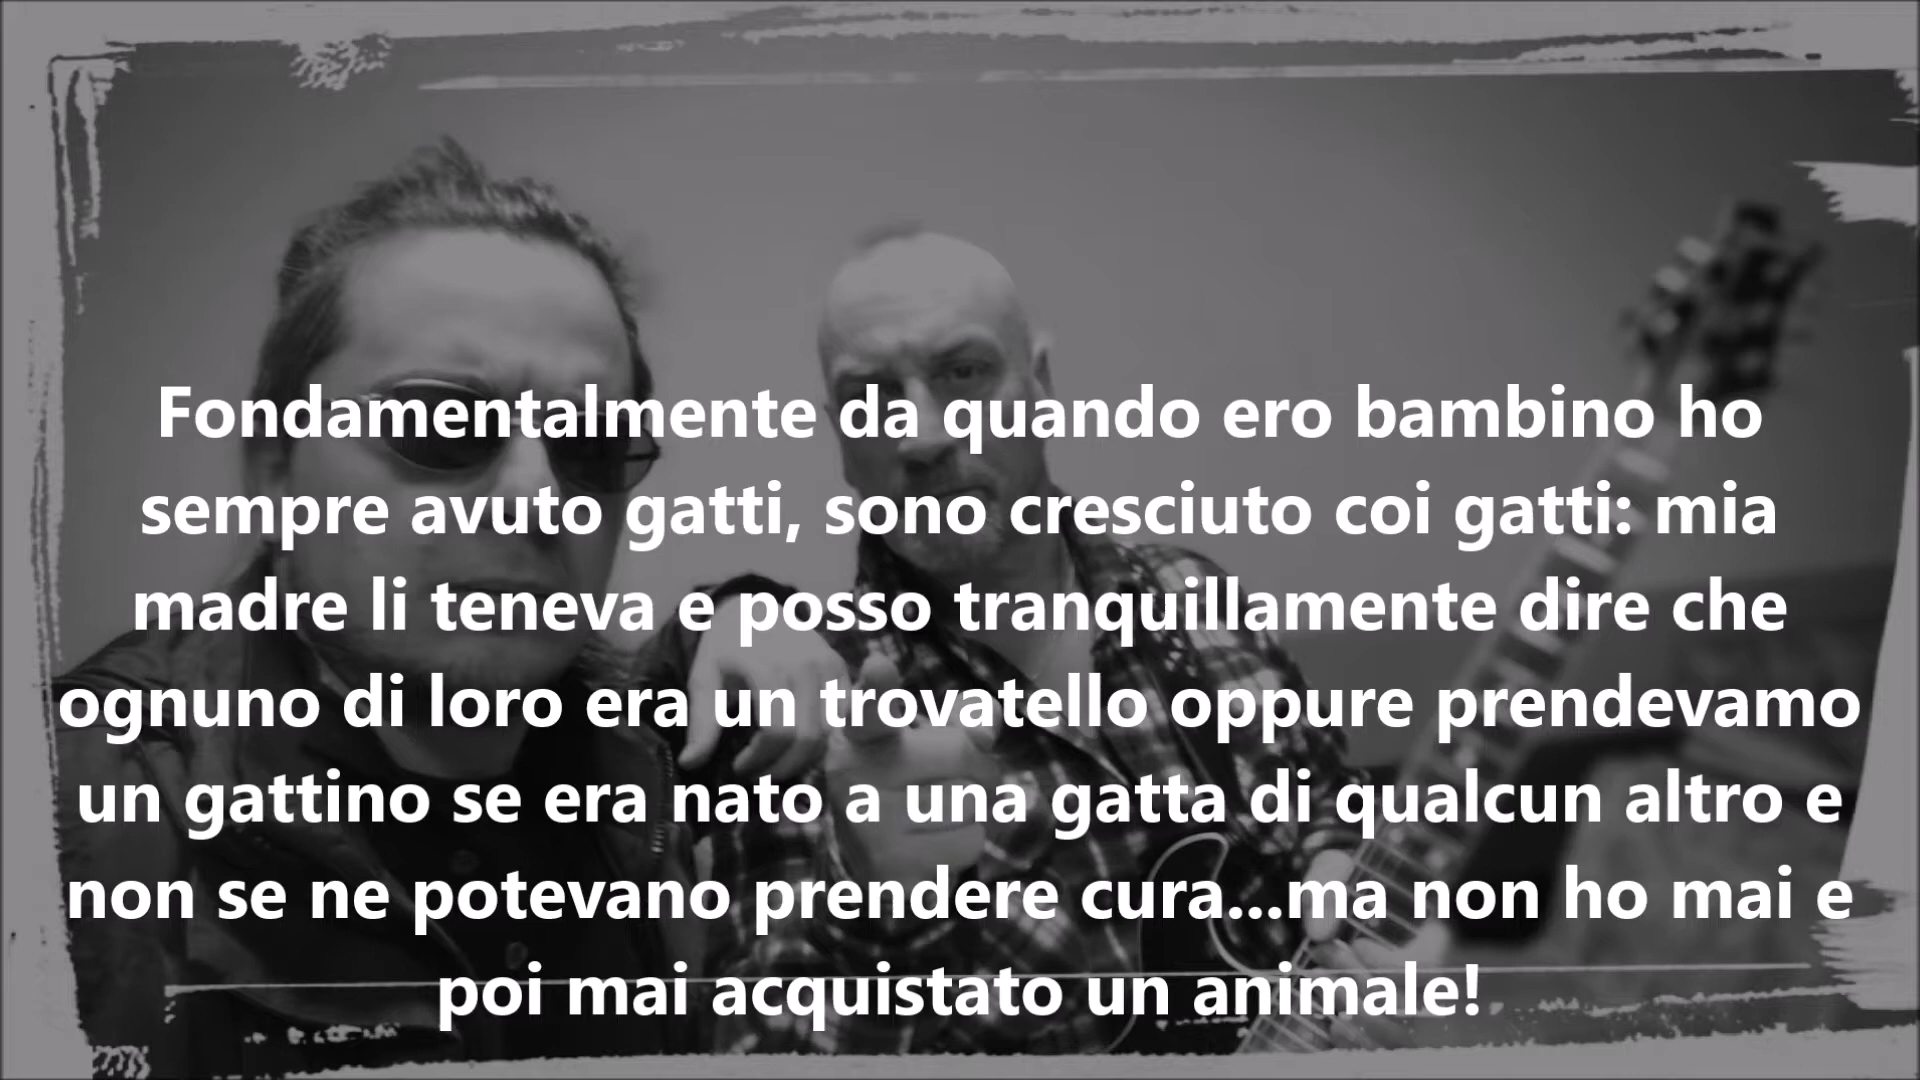 Fondamentalmente da quando ero bambino ho
sempre avuto gatti, sono cresciuto coi gatti: mia
madre li teneva e posso tranquillamente dire che
ognuno di loro era un trovatello oppure prendevamo
un gattino se era nato a una gatta di qualcun altro e
non se ne potevano prendere cura...ma non ho mai e
poi mai acquistato un animale!